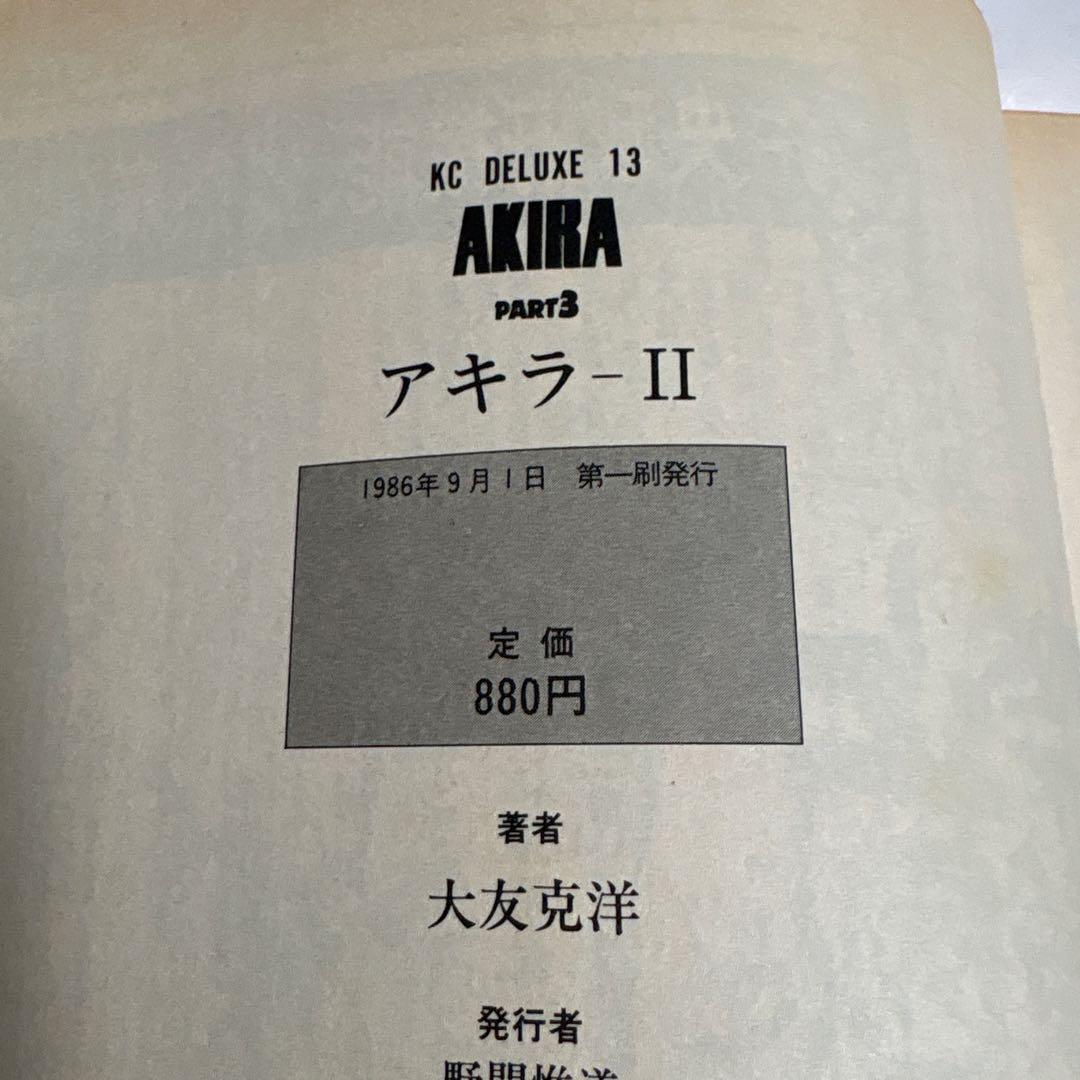 KC DELUXE 13
AKIRA
PART3
アキラ-II
1986年9月1日 第一刷発行
定価
880円
著者
大友克洋
発行者